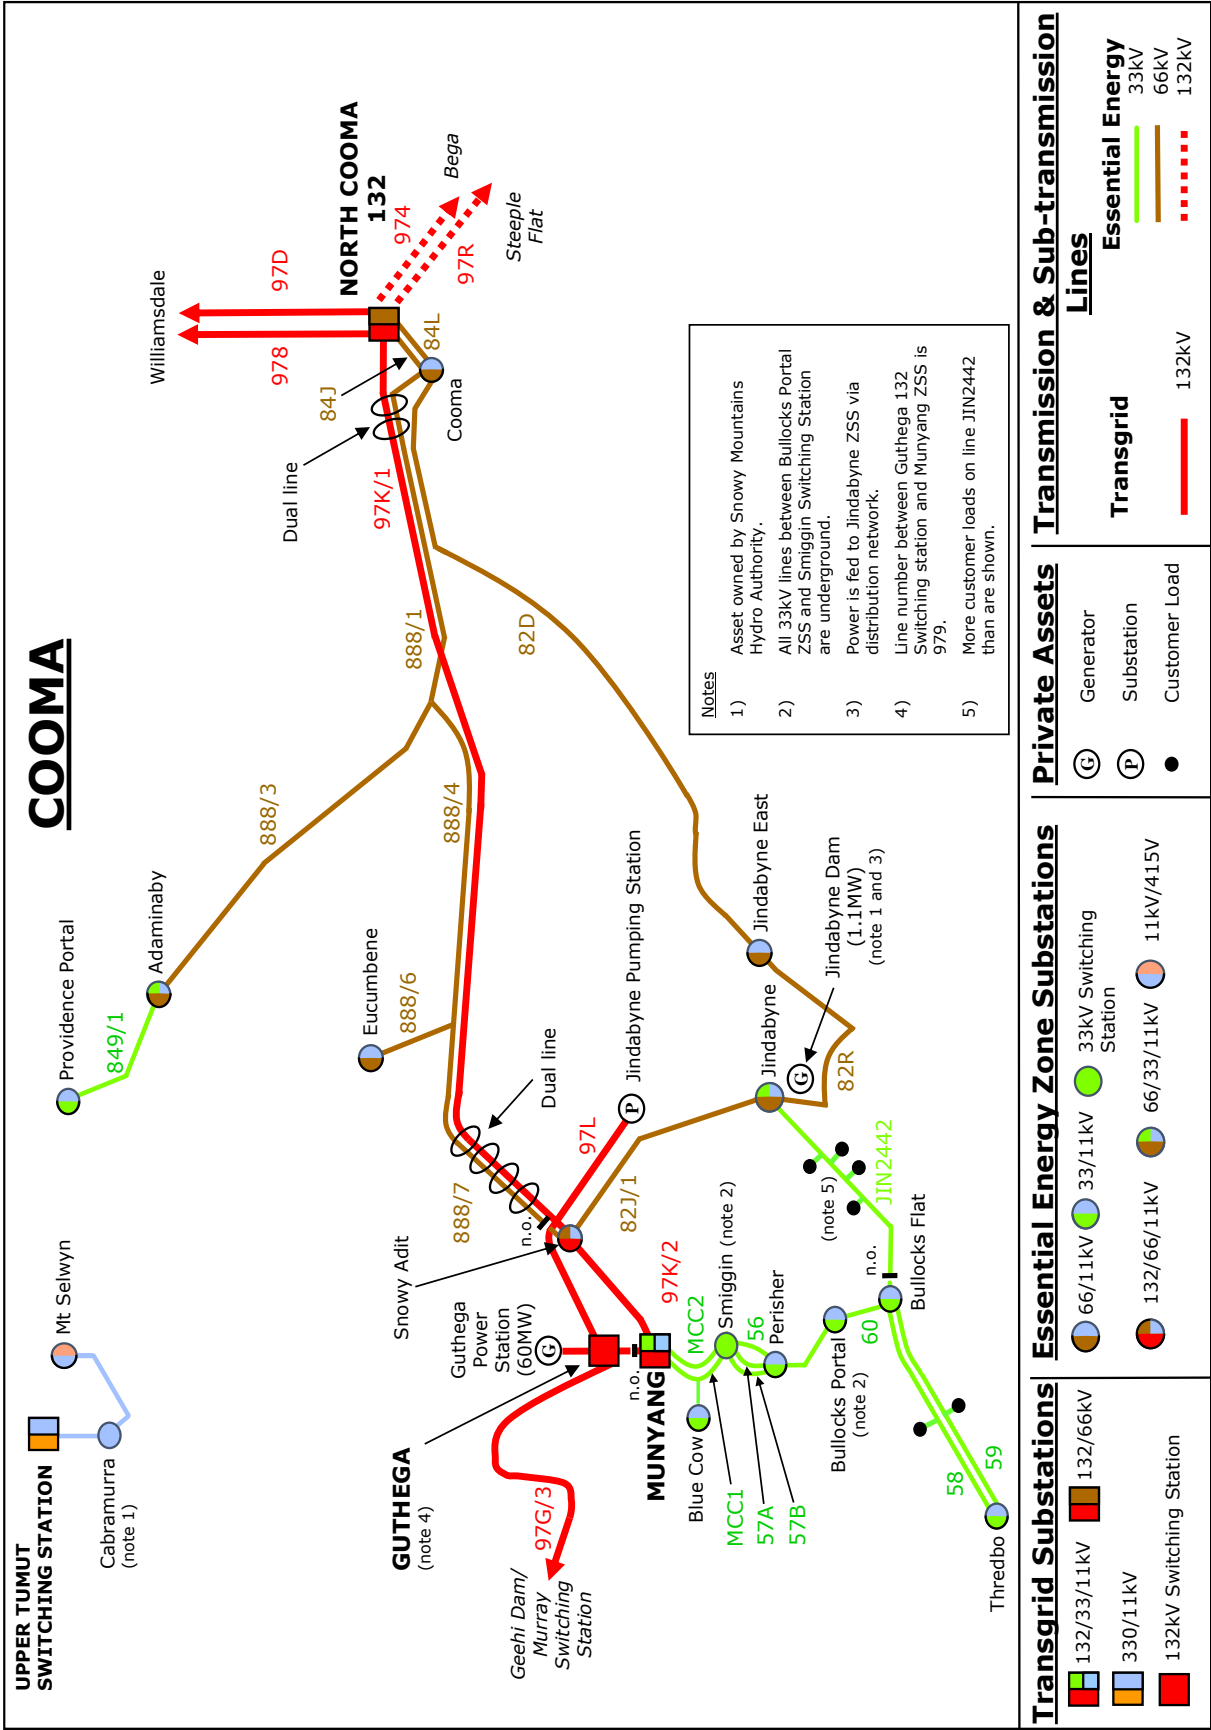 COOMA
UPPER TUMUT
SWITCHING STATION
Cabramurra
(note 1)
Mt Selwyn
Providence Portal
849/1
Adaminaby
888/3
Williamsdale
978
97D
NORTH COOMA
132
974
Bega
97R
Steeple
Flat
84J
84L
Cooma
Dual line
97K/1
888/1
82D
888/4
Eucumbene
888/6
Dual line
888/7
Snowy Adit
n.o.
97L
Jindabyne Pumping Station
P
82J/1
GUTHEGA
(note 4)
Guthega
Power
Station
(60MW)
G
n.o.
97G/3
Geehi Dam/
Murray
Switching
Station
MUNYANG
97K/2
MCC2
Smiggin (note 2)
Blue Cow
MCC1
56
57A
57B
Perisher
Bullocks Portal
(note 2)
60
Bullocks Flat
n.o.
JIN2442
(note 5)
58
59
Thredbo
Jindabyne
G
Jindabyne Dam
(1.1MW)
(note 1 and 3)
82R
Jindabyne East
Notes
1) Asset owned by Snowy Mountains
Hydro Authority.
2) All 33kV lines between Bullocks Portal
ZSS and Smiggin Switching Station
are underground.
3) Power is fed to Jindabyne ZSS via
distribution network.
4) Line number between Guthega 132
Switching station and Munyang ZSS is
979.
5) More customer loads on line JIN2442
than are shown.
Transgrid Substations
132/33/11kV
132/66kV
330/11kV
132kV Switching Station
Essential Energy Zone Substations
66/11kV
33/11kV
33kV Switching
Station
132/66/11kV
66/33/11kV
11kV/415V
Private Assets
G Generator
P Substation
Customer Load
Transmission & Sub-transmission
Lines
Transgrid
132kV
Essential Energy
33kV
66kV
132kV